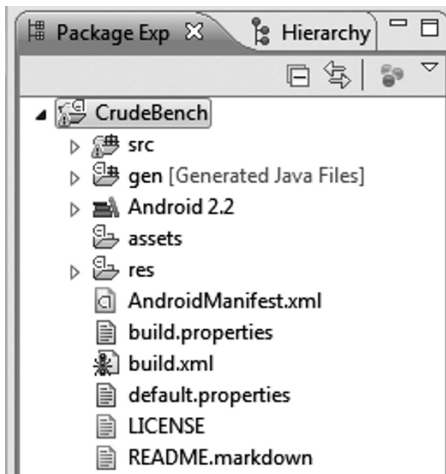 Package Exp Hierarchy
CrudeBench
src
gen [Generated Java Files]
Android 2.2
assets
res
AndroidManifest.xml
build.properties
build.xml
default.properties
LICENSE
README.markdown